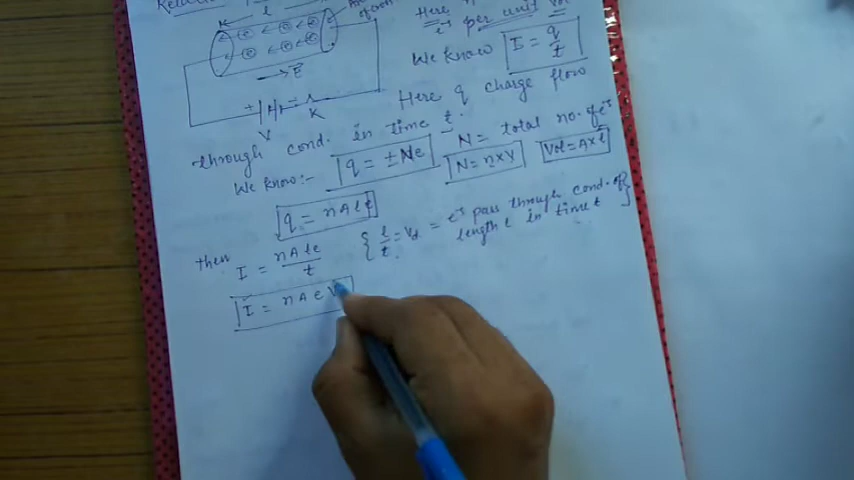 l
E
+
V
K
Here
e⁻s per unit Vol
We know I = q/t
Here q charge flow
through cond. in time t.
We know:- q = ±Ne
N = total no. of e⁻s
N = n×V Vol = A×l
q = nAle
then I = nAle/t { l/t = Vd = e⁻s pass through cond. of length l in time t }
I = nAeV